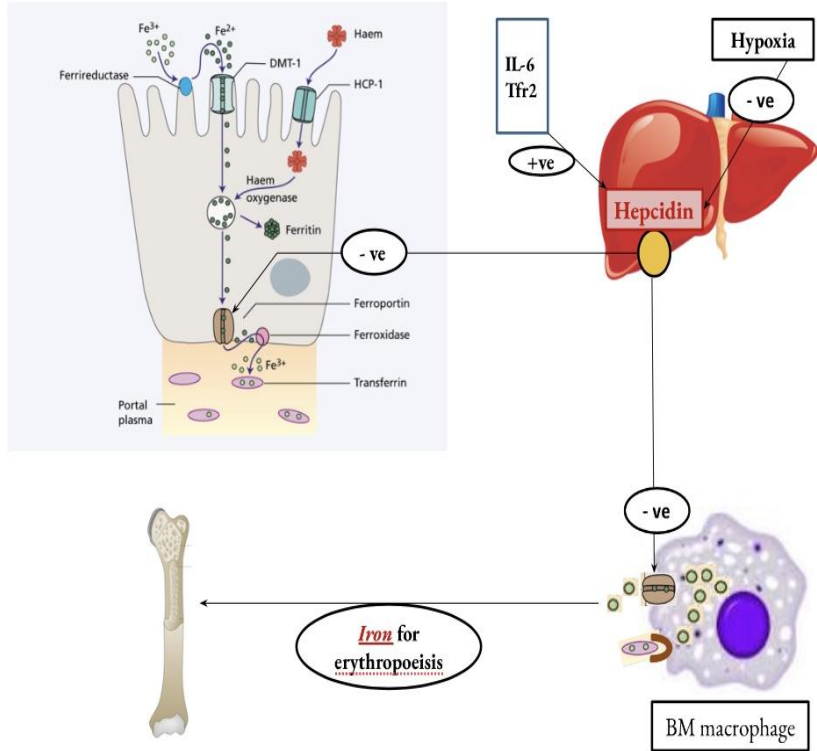 Fe3+
Fe2+
Haem
DMT-1
Ferrireductase
HCP-1
Haem
oxygenase
Ferritin
Ferroportin
Ferroxidase
Fe3+
Transferrin
Portal
plasma
IL-6
Tfr2
+ve
Hypoxia
- ve
Hepcidin
- ve
- ve
Iron for
erythropoeisis
BM macrophage